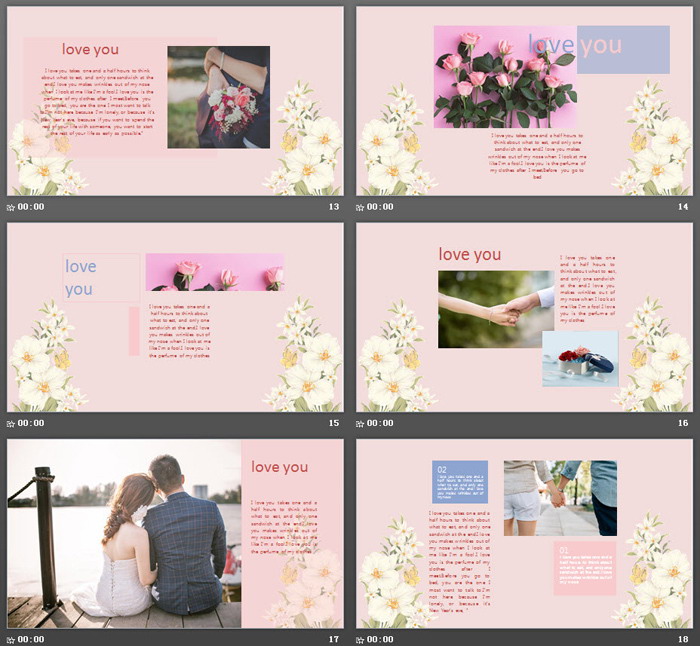 love you
I love you takes one and a half hours to think
about what to eat, and only one sandwich at the
end.I love you makes wrinkles out of my nose
when I look at me like I'm a fool.I love you is the
perfume of my clothes after I meet.Before you
go to bed, you are the one I most want to talk
to.I'm not here because I'm lonely, or because it's
New Year's eve, because if you want to spend the
rest of your life with someone, you want to start
the rest of your life as early as possible."
00:00
13
love you
I love you takes one and a half hours to
think about what to eat, and only one
sandwich at the end.I love you makes
wrinkles out of my nose when I look at me
like I'm a fool.I love you is the perfume of
my clothes after I meet.Before you go to
bed
00:00
14
love
you
I love you takes one and a
half hours to think about
what to eat, and only one
sandwich at the end.I love
you makes wrinkles out of
my nose when I look at me
like I'm a fool.I love you is
the perfume of my clothes
00:00
15
love you
I love you takes one
and a half hours to
think about what to eat,
and only one sandwich
at the end.I love you
makes wrinkles out of
my nose when I look at
me like I'm a fool.I love
you is the perfume of
my clothes
00:00
16
love you
I love you takes one and a
half hours to think about
what to eat, and only one
sandwich at the end.I love
you makes wrinkles out of
my nose when I look at me
like I'm a fool.I love you is
the perfume of my clothes
00:00
17
02
I love you takes one and a
half hours to think about
what to eat, and only one
sandwich at the end.I love
you makes wrinkles out of
my nose
I love you takes one and a
half hours to think about
what to eat, and only one
sandwich at the end.I love
you makes wrinkles out of
my nose when I look at me
like I'm a fool.I love you is
the perfume of my
clothes after I
meet.Before you go to
bed, you are the one I
most want to talk to.I'm
not here because I'm
lonely, or because it's
New Year's eve, "
01
I love you takes one and a
half hours to think about
what to eat, and only one
sandwich at the end.I love
you makes wrinkles out of
my nose
00:00
18